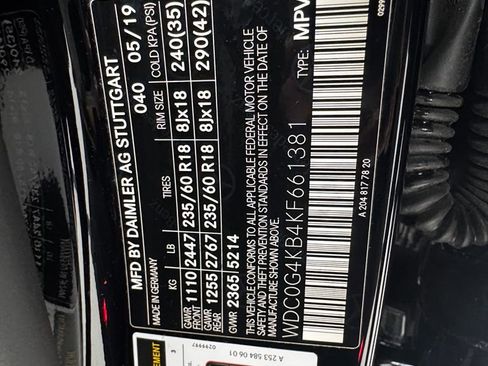 MFD BY DAIMLER AG STUTTGART
MADE IN GERMANY 040 05/19
KG LB TIRES RIM SIZE COLD KPA (PSI)
GAWR FRONT 1110 2447 235/60 R18 8Jx18 240(35)
GAWR REAR 1255 2767 235/60 R18 8Jx18 290(42)
GVWR 2365 5214
THIS VEHICLE CONFORMS TO ALL APPLICABLE FEDERAL MOTOR VEHICLE
SAFETY AND THEFT PREVENTION STANDARDS IN EFFECT ON THE DATE OF
MANUFACTURE SHOWN ABOVE.
WDC0G4KB4KF661381 MPV
A 204 817 78 20
A 253 584 06 01
0299997
3